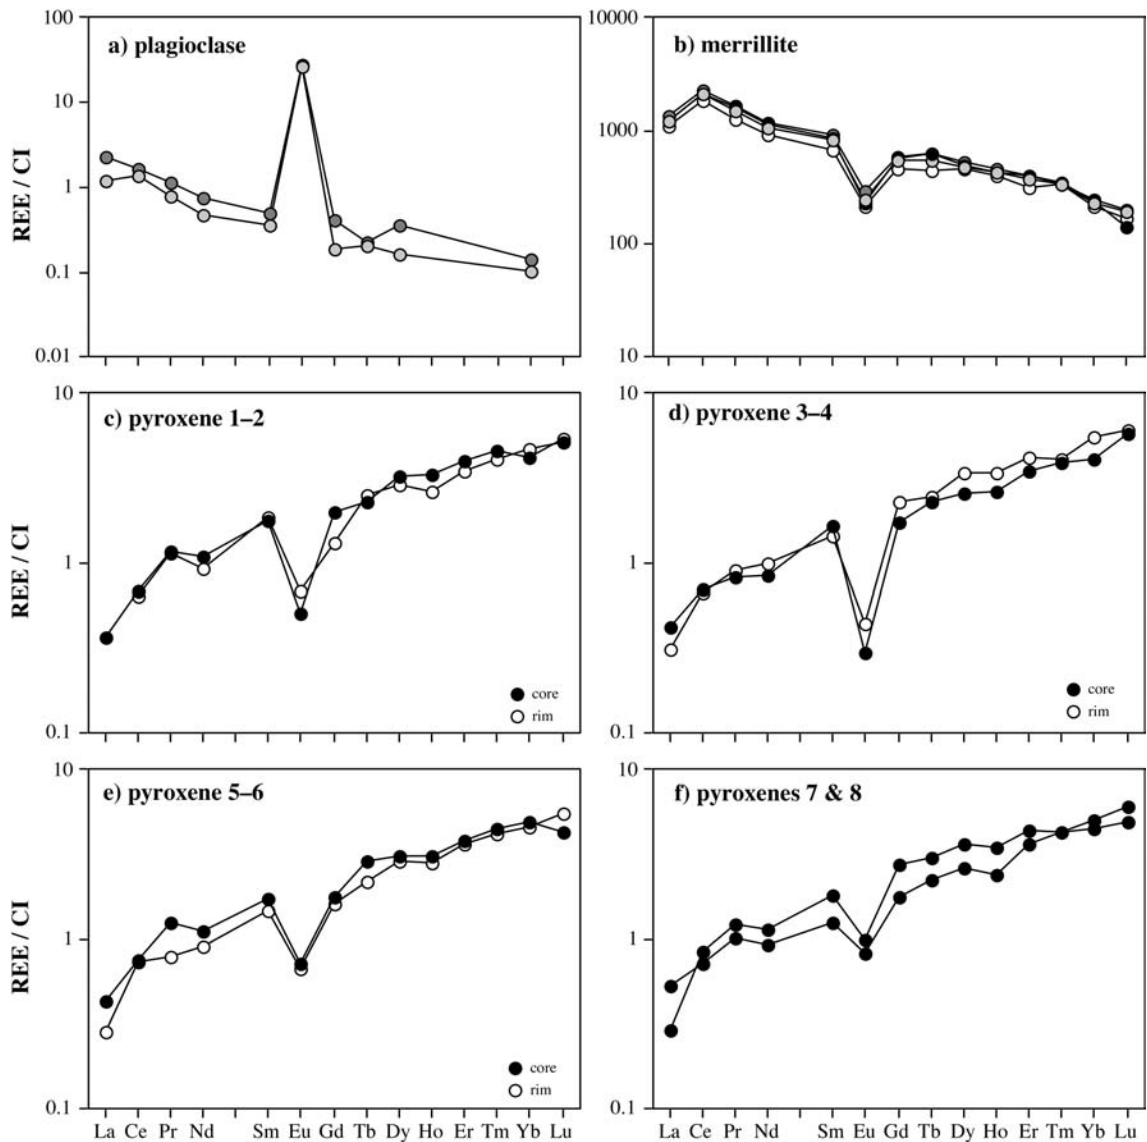 a) plagioclase
REE / CI
100
10
1
0.1
0.01
b) merrillite
10000
1000
100
10
c) pyroxene 1–2
REE / CI
10
1
0.1
core
rim
d) pyroxene 3–4
10
1
0.1
core
rim
e) pyroxene 5–6
REE / CI
10
1
0.1
core
rim
La Ce Pr Nd Sm Eu Gd Tb Dy Ho Er Tm Yb Lu
f) pyroxenes 7 & 8
10
1
0.1
La Ce Pr Nd Sm Eu Gd Tb Dy Ho Er Tm Yb Lu